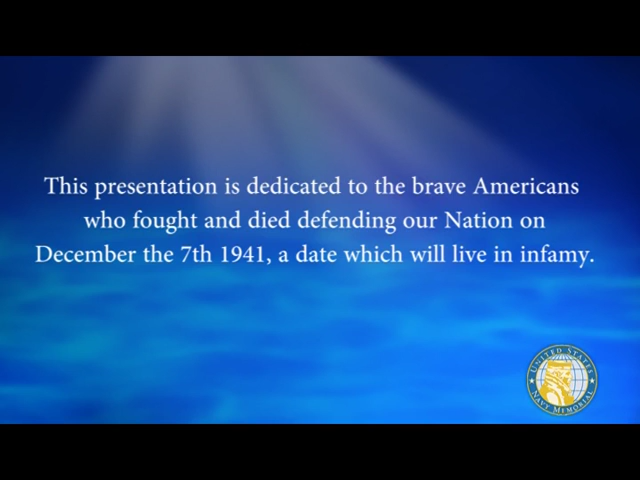 This presentation is dedicated to the brave Americans
who fought and died defending our Nation on
December the 7th 1941, a date which will live in infamy.
UNITED STATES
NAVY MEMORIAL